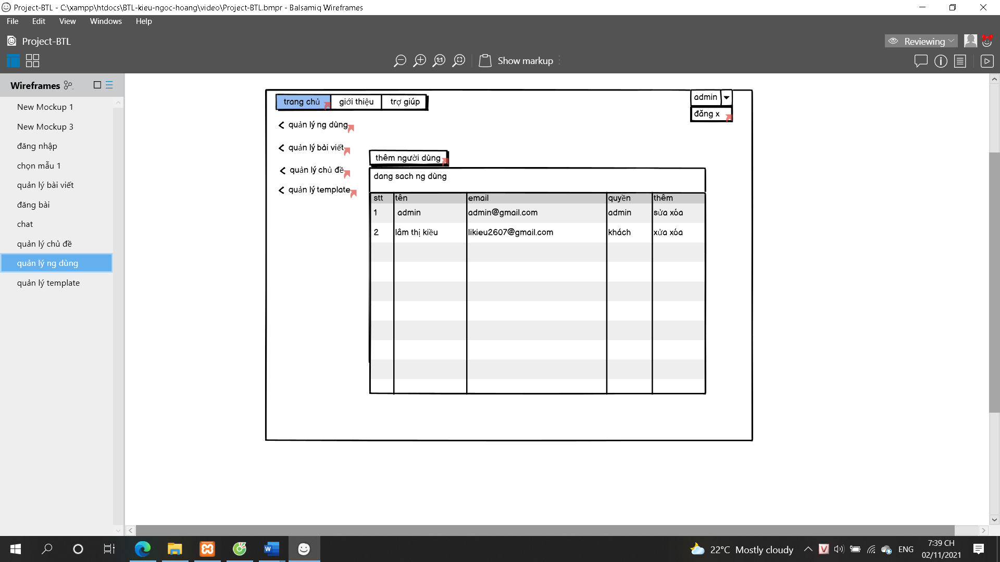 Project-BTL - C:\xampp\htdocs\BTL-kieu-ngoc-hoang\video\Project-BTL.bmpr - Balsamiq Wireframes
File Edit View Windows Help
Project-BTL
Reviewing
1:1
Show markup
Wireframes
New Mockup 1
New Mockup 3
đăng nhập
chọn mẫu 1
quản lý bài viết
đăng bài
chat
quản lý chủ đề
quản lý ng dùng
quản lý template
trang chủ giới thiệu trợ giúp
admin
đăng x
quản lý ng dùng
quản lý bài viết
quản lý chủ đề
quản lý template
thêm người dùng
dang sach ng dùng
stt tên email quyền thêm
1 admin admin@gmail.com admin sửa xóa
2 lâm thị kiều likieu2607@gmail.com khách xửa xóa
22°C Mostly cloudy
ENG
7:39 CH
02/11/2021